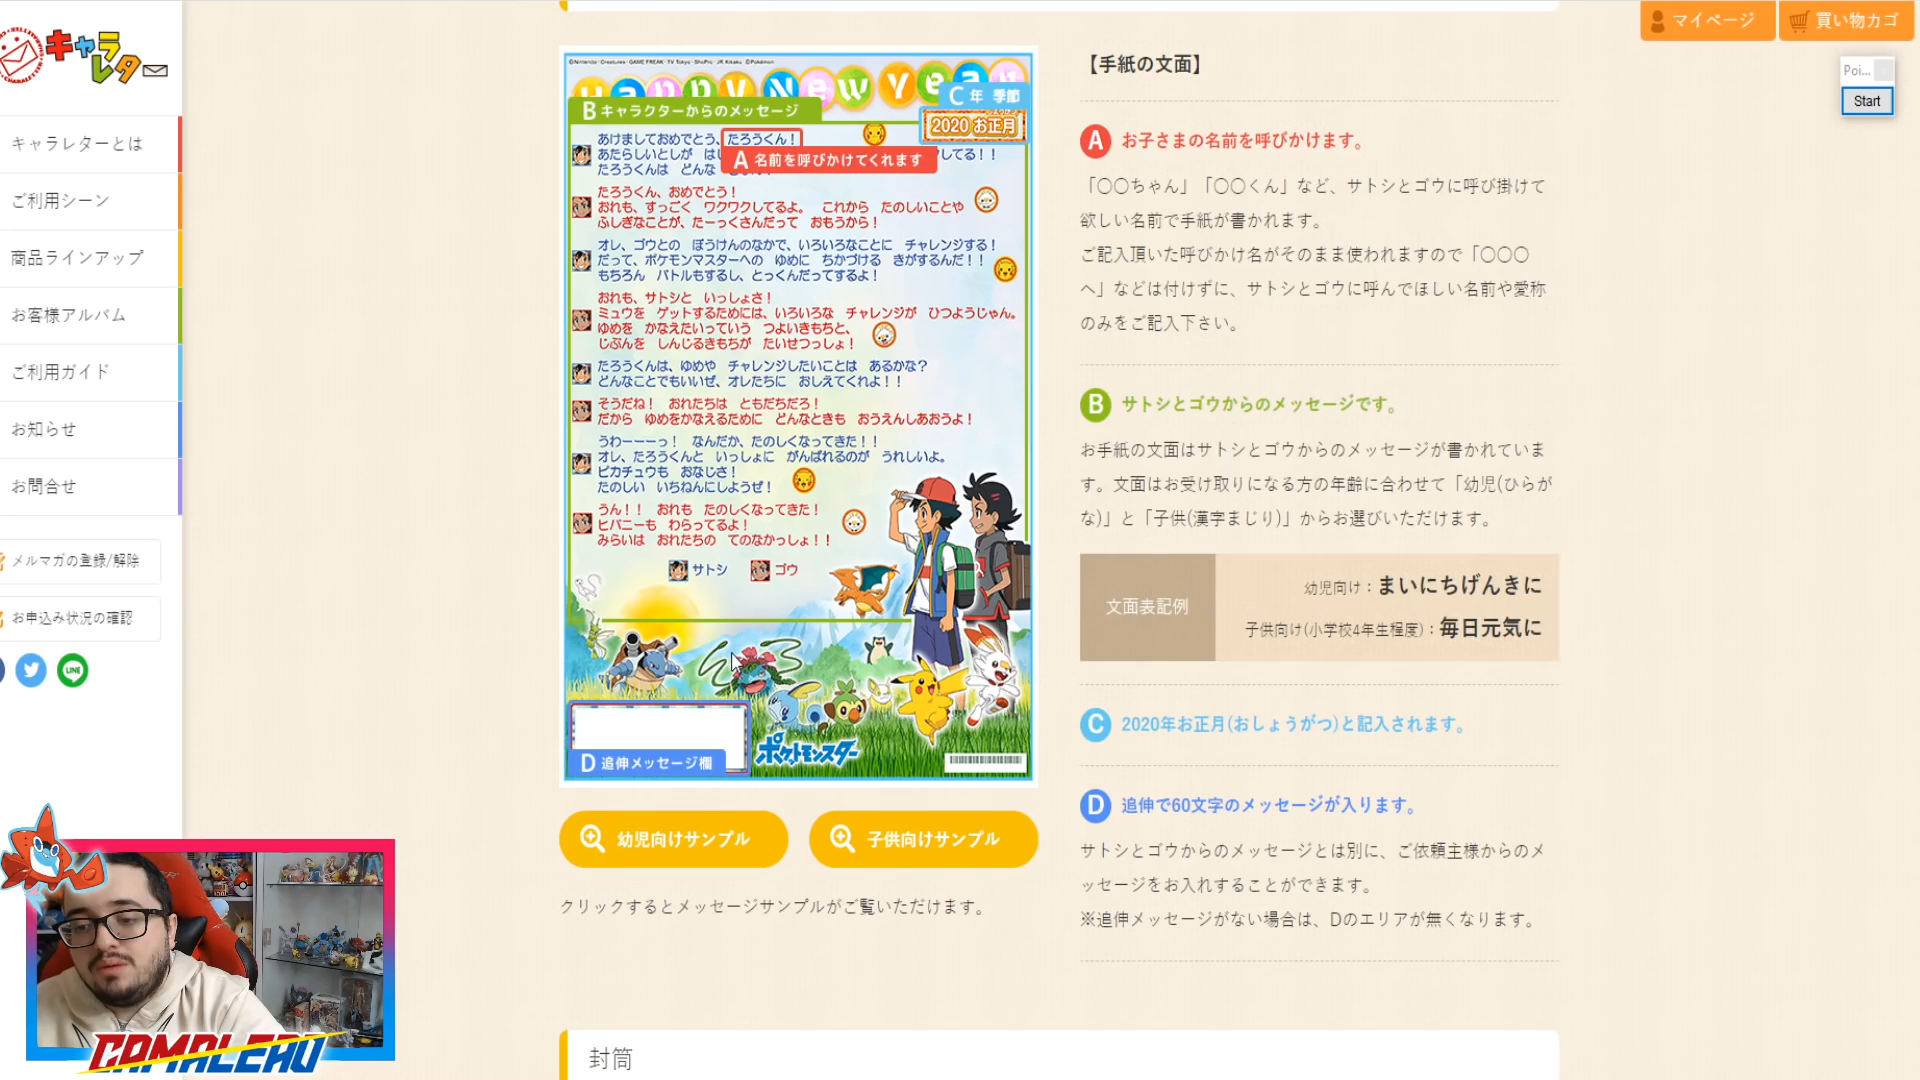 キャラレター
キャラレターとは
ご利用シーン
商品ラインアップ
お客様アルバム
ご利用ガイド
お知らせ
お問合せ
メルマガの登録/解除
お申込み状況の確認
LINE
CAMALEAO
©Nintendo・Creatures・GAME FREAK・TV Tokyo・ShoPro・JR Kikaku ©Pokémon
Happy New Year
C 年 季節
B キャラクターからのメッセージ
2020 お正月
あけましておめでとう、たろうくん！
あたらしいとしが はじ
A 名前を呼びかけてくれます
してる！！
たろうくんは どんな
たろうくん、おめでとう！
おれも、すっごく ワクワクしてるよ。 これから たのしいことや
ふしぎなことが、たーっくさんだって おもうから！
オレ、ゴウとの ぼうけんのなかで、いろいろなことに チャレンジする！
だって、ポケモンマスターへの ゆめに ちかづける きがするんだ！！
もちろん バトルもするし、とっくんだってするよ！
おれも、サトシと いっしょさ！
ミュウを ゲットするためには、いろいろな チャレンジが ひつようじゃん。
ゆめを かなえたいっていう つよいきもちと、
じぶんを しんじるきもちが たいせつっしょ！
たろうくんは、ゆめや チャレンジしたいことは あるかな？
どんなことでもいいぜ、オレたちに おしえてくれよ！！
そうだね！ おれたちは ともだちだろ！
だから ゆめをかなえるために どんなときも おうえんしあおうよ！
うわーーーっ！ なんだか、たのしくなってきた！！
オレ、たろうくんと いっしょに がんばれるのが うれしいよ。
ピカチュウも おなじさ！
たのしい いちねんにしようぜ！
うん！！ おれも たのしくなってきた！
ヒバニーも わらってるよ！
みらいは おれたちの てのなかっしょ！！
サトシ ゴウ
D 追伸メッセージ欄
ポケットモンスター
幼児向けサンプル
子供向けサンプル
クリックするとメッセージサンプルがご覧いただけます。
【手紙の文面】
A お子さまの名前を呼びかけます。
「〇〇ちゃん」「〇〇くん」など、サトシとゴウに呼び掛けて
欲しい名前で手紙が書かれます。
ご記入頂いた呼びかけ名がそのまま使われますので「〇〇〇
へ」などは付けずに、サトシとゴウに呼んでほしい名前や愛称
のみをご記入下さい。
B サトシとゴウからのメッセージです。
お手紙の文面はサトシとゴウからのメッセージが書かれていま
す。文面はお受け取りになる方の年齢に合わせて「幼児(ひらが
な)」と「子供(漢字まじり)」からお選びいただけます。
文面表記例
幼児向け：まいにちげんきに
子供向け(小学校4年生程度)：毎日元気に
C 2020年お正月(おしょうがつ)と記入されます。
D 追伸で60文字のメッセージが入ります。
サトシとゴウからのメッセージとは別に、ご依頼主様からのメ
ッセージをお入れすることができます。
※追伸メッセージがない場合は、Dのエリアが無くなります。
封筒
マイページ
買い物カゴ
Poi...
Start